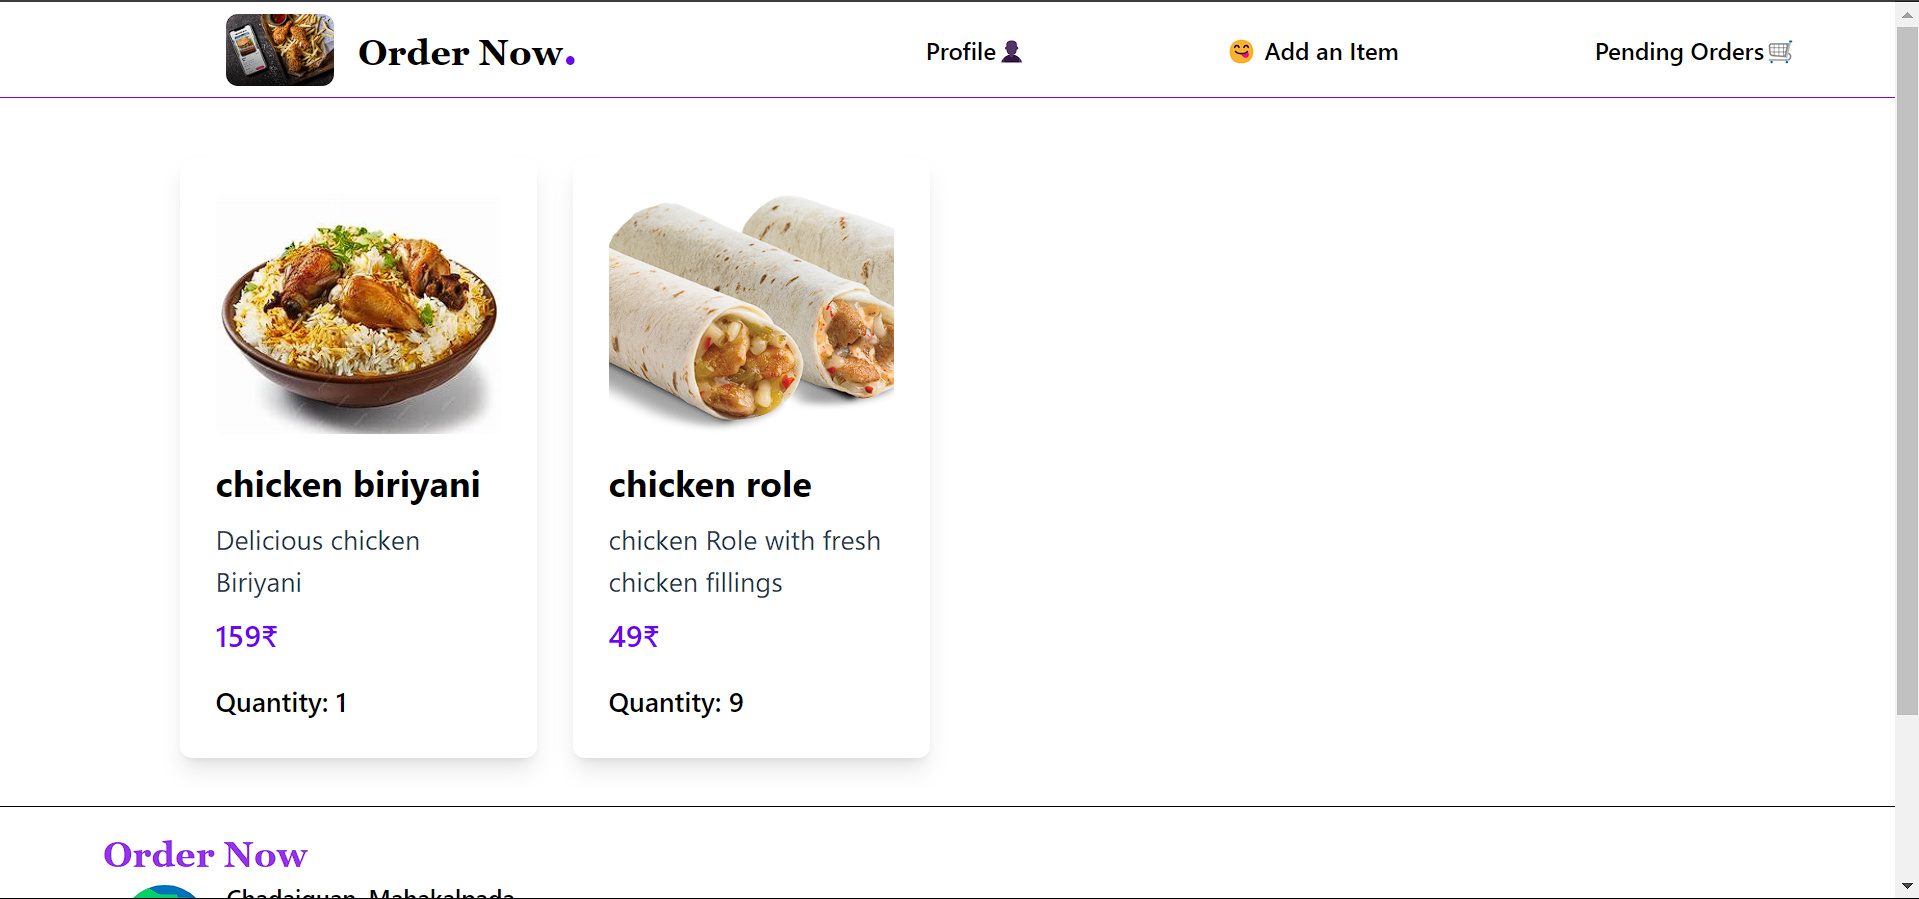 Order Now.
Profile👤
😋 Add an Item
Pending Orders🛒
chicken biriyani
Delicious chicken
Biriyani
159₹
Quantity: 1
chicken role
chicken Role with fresh
chicken fillings
49₹
Quantity: 9
Order Now